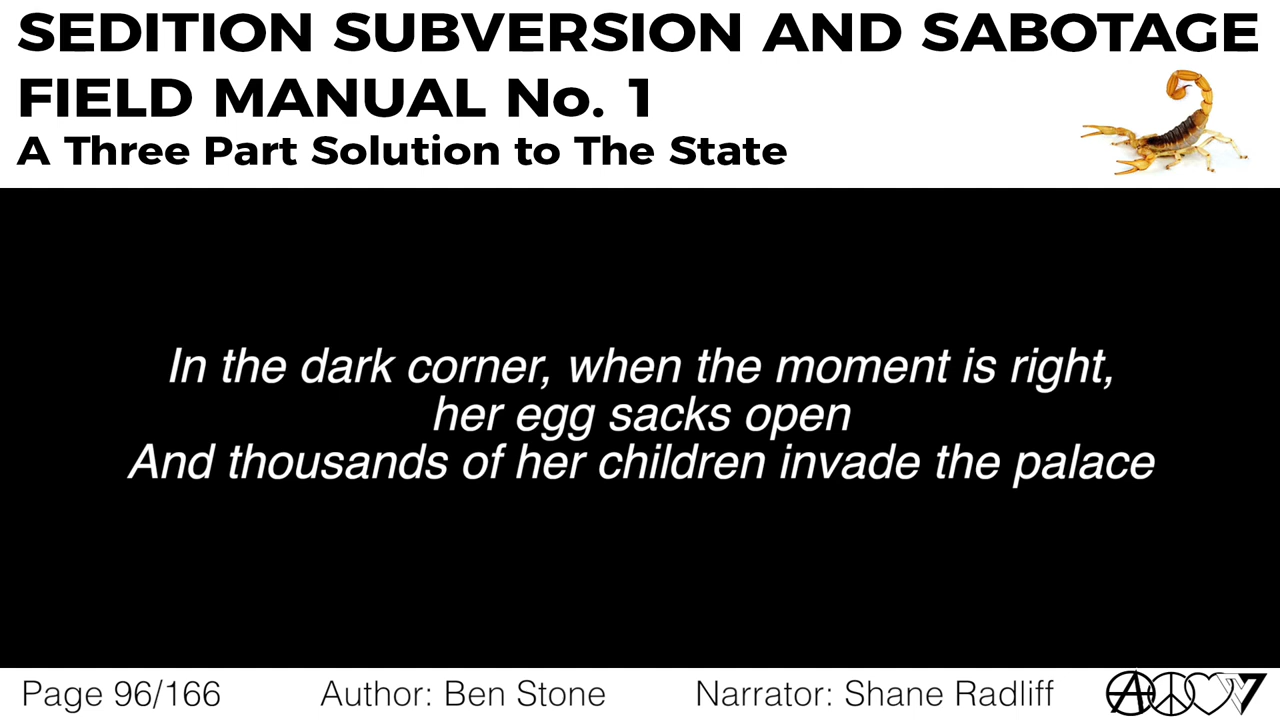 SEDITION SUBVERSION AND SABOTAGE
FIELD MANUAL No. 1
A Three Part Solution to The State
In the dark corner, when the moment is right,
her egg sacks open
And thousands of her children invade the palace
Page 96/166 Author: Ben Stone Narrator: Shane Radliff